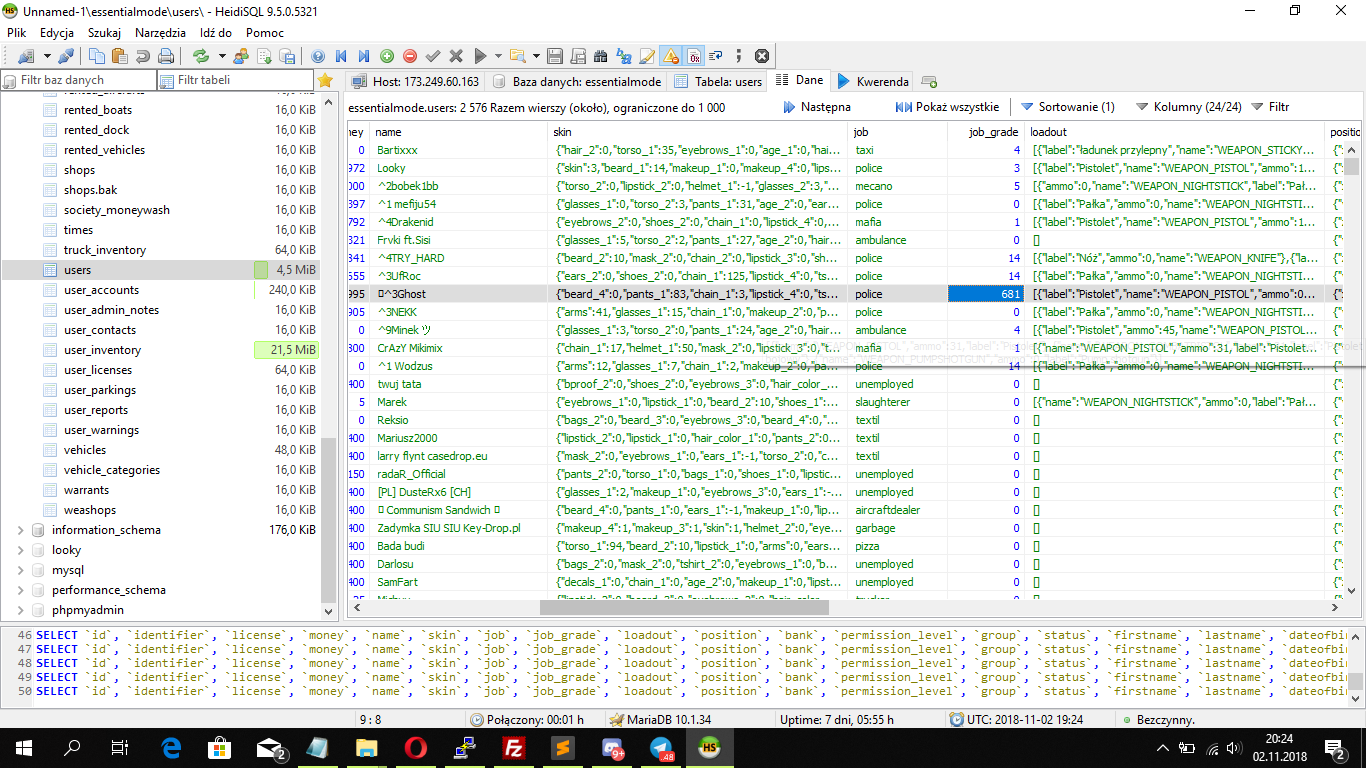 Unnamed-1\essentialmode\users\ - HeidiSQL 9.5.0.5321
Plik Edycja Szukaj Narzędzia Idź do Pomoc
Filtr baz danych Filtr tabeli Host: 173.249.60.163 Baza danych: essentialmode Tabela: users Dane Kwerenda
essentialmode.users: 2 576 Razem wierszy (około), ograniczone do 1 000 Następna Pokaż wszystkie Sortowanie (1) Kolumny (24/24) Filtr
rented_boats 16,0 KiB
rented_dock 16,0 KiB
rented_vehicles 16,0 KiB
shops 16,0 KiB
shops.bak 16,0 KiB
society_moneywash 16,0 KiB
times 16,0 KiB
truck_inventory 64,0 KiB
users 4,5 MiB
user_accounts 240,0 KiB
user_admin_notes 16,0 KiB
user_contacts 16,0 KiB
user_inventory 21,5 MiB
user_licenses 64,0 KiB
user_parkings 16,0 KiB
user_reports 16,0 KiB
user_warnings 16,0 KiB
vehicles 48,0 KiB
vehicle_categories 16,0 KiB
warrants 16,0 KiB
weashops 16,0 KiB
information_schema 176,0 KiB
looky
mysql
performance_schema
phpmyadmin
ney name skin job job_grade loadout positic
0 Bartixxx {"hair_2":0,"torso_1":35,"eyebrows_1":0,"age_1":0,"hai... taxi 4 [{"label":"ładunek przylepny","name":"WEAPON_STICKY... {"
972 Looky {"skin":3,"beard_1":14,"makeup_1":0,"makeup_4":0,"li... police 3 [{"label":"Pistolet","name":"WEAPON_PISTOL","ammo":1... {"
000 ^2bobek1bb {"torso_2":0,"lipstick_2":0,"helmet_1":-1,"glasses_2":3,"... mecano 5 [{"ammo":0,"name":"WEAPON_NIGHTSTICK","label":"Pał... {"
397 ^1 mefiju54 {"glasses_1":0,"torso_2":3,"pants_1":31,"age_2":0,"ear... police 0 [{"label":"Pałka","ammo":0,"name":"WEAPON_NIGHTSTI... {"
792 ^4Drakenid {"eyebrows_2":0,"shoes_2":0,"chain_1":0,"lipstick_4":0,... mafia 1 [{"label":"Pistolet","name":"WEAPON_PISTOL","ammo":1... {"
321 Frvki ft.Sisi {"glasses_1":5,"torso_2":2,"pants_1":27,"age_2":0,"hair... ambulance 0 [] {"
341 ^4TRY_HARD {"beard_2":10,"mask_2":0,"chain_2":0,"lipstick_3":0,"sh... police 14 [{"label":"Nóż","ammo":0,"name":"WEAPON_KNIFE"},{"la... {"
555 ^3UfRoc {"ears_2":0,"shoes_2":0,"chain_1":125,"lipstick_4":0,"ts... police 14 [{"label":"Pałka","ammo":0,"name":"WEAPON_NIGHTSTI... {"
995 ^3Ghost {"beard_4":0,"pants_1":83,"chain_1":3,"lipstick_4":0,"ts... police 681 [{"label":"Pistolet","name":"WEAPON_PISTOL","ammo":0... {"
905 ^3NEKK {"arms":41,"glasses_1":15,"chain_1":0,"makeup_2":0,"p... police 0 [{"label":"Pałka","ammo":0,"name":"WEAPON_NIGHTSTI... {"
0 ^9Minek ツ {"glasses_1":3,"torso_2":0,"pants_1":24,"age_2":0,"hair... ambulance 4 [{"label":"Pistolet","ammo":45,"name":"WEAPON_PISTOL... {"
300 CrAzY Mikimix {"chain_1":17,"helmet_1":50,"mask_2":0,"lipstick_3":0,"t... mafia 1 [{"name":"WEAPON_PISTOL","ammo":31,"label":"Pistolet... {"
0 ^1 Wodzus {"arms":12,"glasses_1":7,"chain_1":2,"makeup_2":0,"pa... police 14 [{"label":"Pałka","ammo":0,"name":"WEAPON_NIGHTSTI... {"
400 twuj tata {"bproof_2":0,"shoes_2":0,"eyebrows_3":0,"hair_color_... unemployed 0 [] {"
5 Marek {"eyebrows_1":0,"lipstick_1":0,"beard_2":10,"shoes_1":... slaughterer 0 [{"name":"WEAPON_NIGHTSTICK","ammo":0,"label":"Pał... {"
0 Reksio {"bags_2":0,"beard_3":0,"eyebrows_3":0,"beard_4":0,"... textil 0 [] {"
400 Mariusz2000 {"lipstick_2":0,"lipstick_1":0,"hair_color_1":0,"pants_2":0... textil 0 [] {"
400 larry flynt casedrop.eu {"mask_2":0,"eyebrows_1":0,"ears_1":-1,"torso_2":0,"c... textil 0 [] {"
150 radaR_Official {"pants_2":0,"torso_1":0,"bags_1":0,"shoes_1":0,"lipstic... unemployed 0 [] {"
400 [PL] DusteRx6 [CH] {"glasses_1":2,"makeup_1":0,"eyebrows_3":0,"ears_1":-... unemployed 0 [] {"
400 Communism Sandwich {"beard_4":0,"pants_1":0,"ears_1":-1,"makeup_1":0,"lip... aircraftdealer 0 [] {"
400 Zadymka SIU SIU Key-Drop.pl {"makeup_4":1,"makeup_3":1,"skin":1,"helmet_2":0,"eye... garbage 0 [] {"
400 Bada budi {"torso_1":94,"beard_2":10,"lipstick_1":0,"arms":0,"ears... pizza 0 [] {"
400 Darlosu {"bags_2":0,"mask_2":0,"tshirt_2":0,"eyebrows_1":0,"b... unemployed 0 [] {"
400 SamFart {"decals_1":0,"chain_1":0,"age_2":0,"makeup_1":0,"lipst... unemployed 0 [] {"
46 SELECT `id`, `identifier`, `license`, `money`, `name`, `skin`, `job`, `job_grade`, `loadout`, `position`, `bank`, `permission_level`, `group`, `status`, `firstname`, `lastname`, `dateofbir
47 SELECT `id`, `identifier`, `license`, `money`, `name`, `skin`, `job`, `job_grade`, `loadout`, `position`, `bank`, `permission_level`, `group`, `status`, `firstname`, `lastname`, `dateofbir
48 SELECT `id`, `identifier`, `license`, `money`, `name`, `skin`, `job`, `job_grade`, `loadout`, `position`, `bank`, `permission_level`, `group`, `status`, `firstname`, `lastname`, `dateofbir
49 SELECT `id`, `identifier`, `license`, `money`, `name`, `skin`, `job`, `job_grade`, `loadout`, `position`, `bank`, `permission_level`, `group`, `status`, `firstname`, `lastname`, `dateofbir
50 SELECT `id`, `identifier`, `license`, `money`, `name`, `skin`, `job`, `job_grade`, `loadout`, `position`, `bank`, `permission_level`, `group`, `status`, `firstname`, `lastname`, `dateofbir
9 : 8 Połączony: 00:01 h MariaDB 10.1.34 Uptime: 7 dni, 05:55 h UTC: 2018-11-02 19:24 Bezczynny.
2 9+ .48 HS 20:24
02.11.2018 2